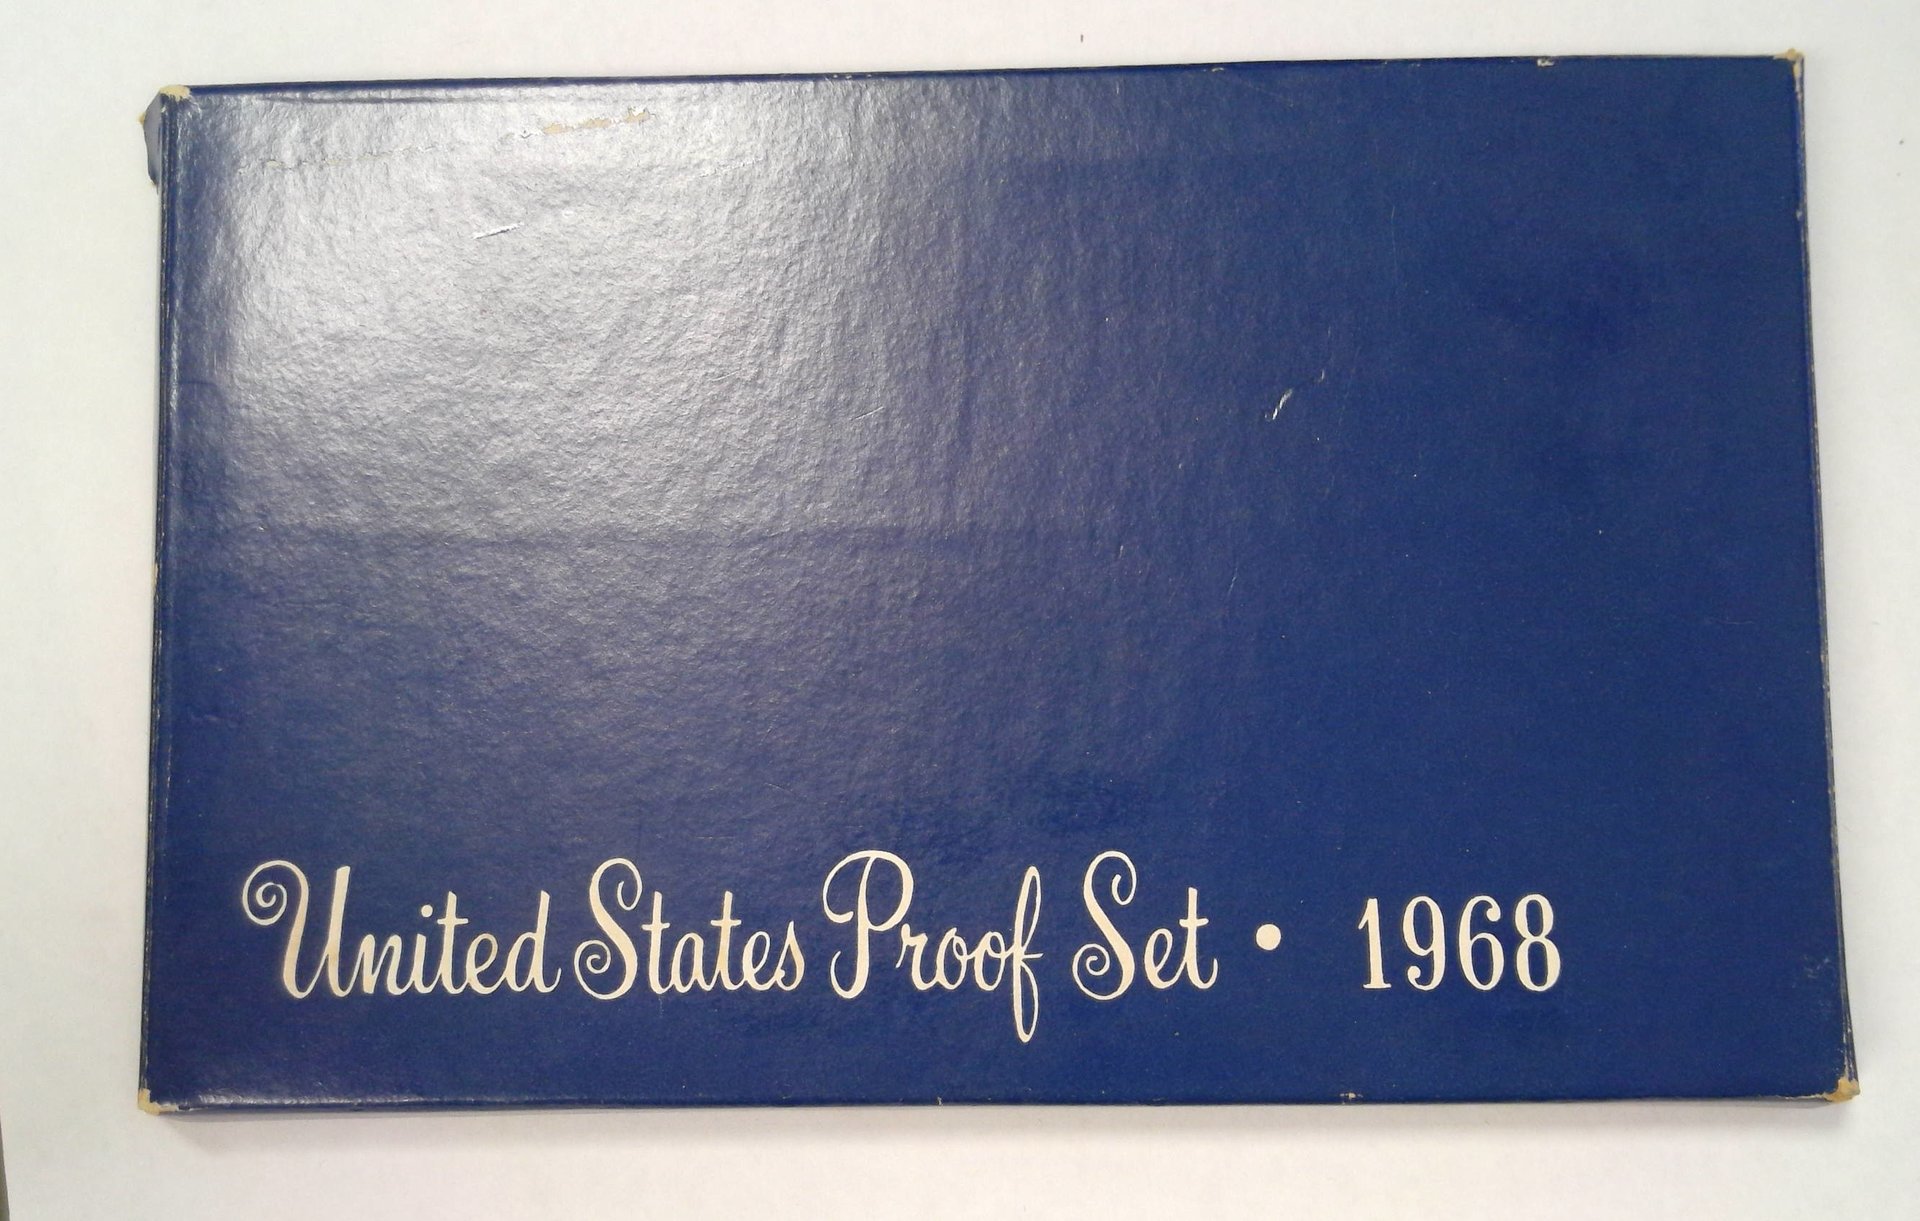 United States Proof Set • 1968